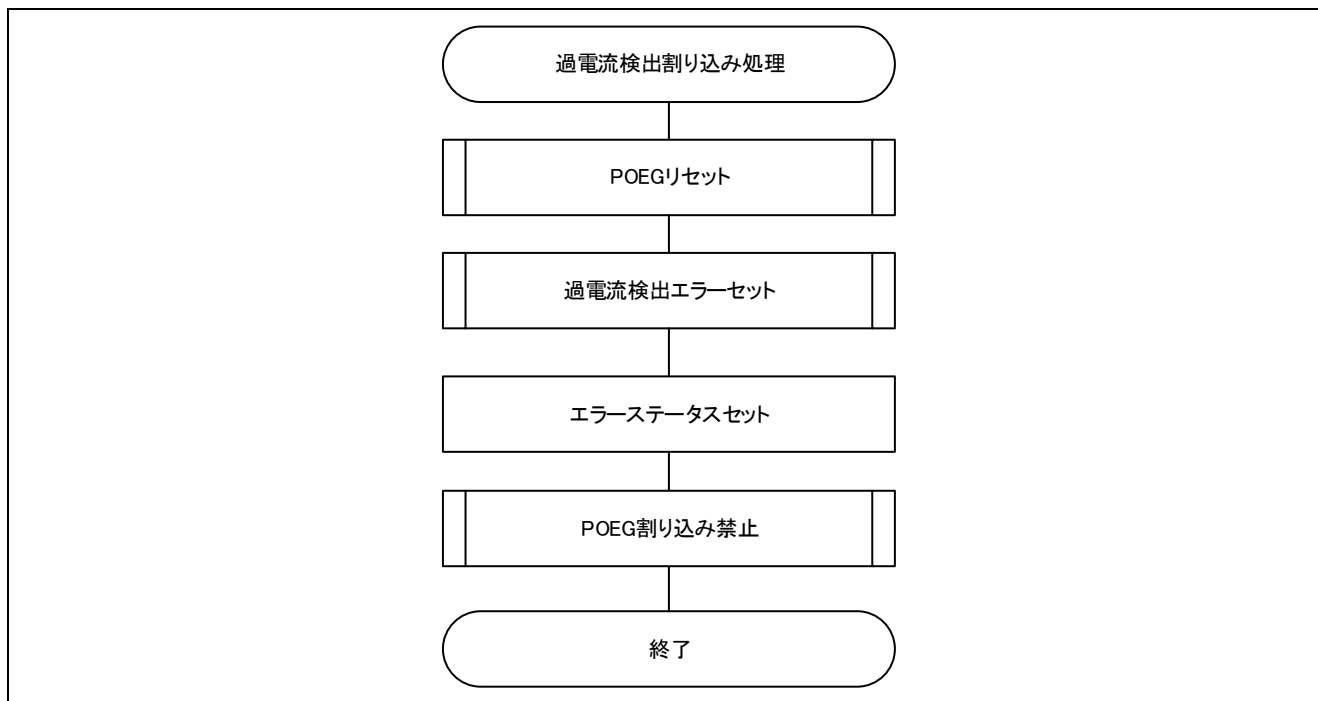 過電流検出割り込み処理
POEGリセット
過電流検出エラーセット
エラーステータスセット
POEG割り込み禁止
終了